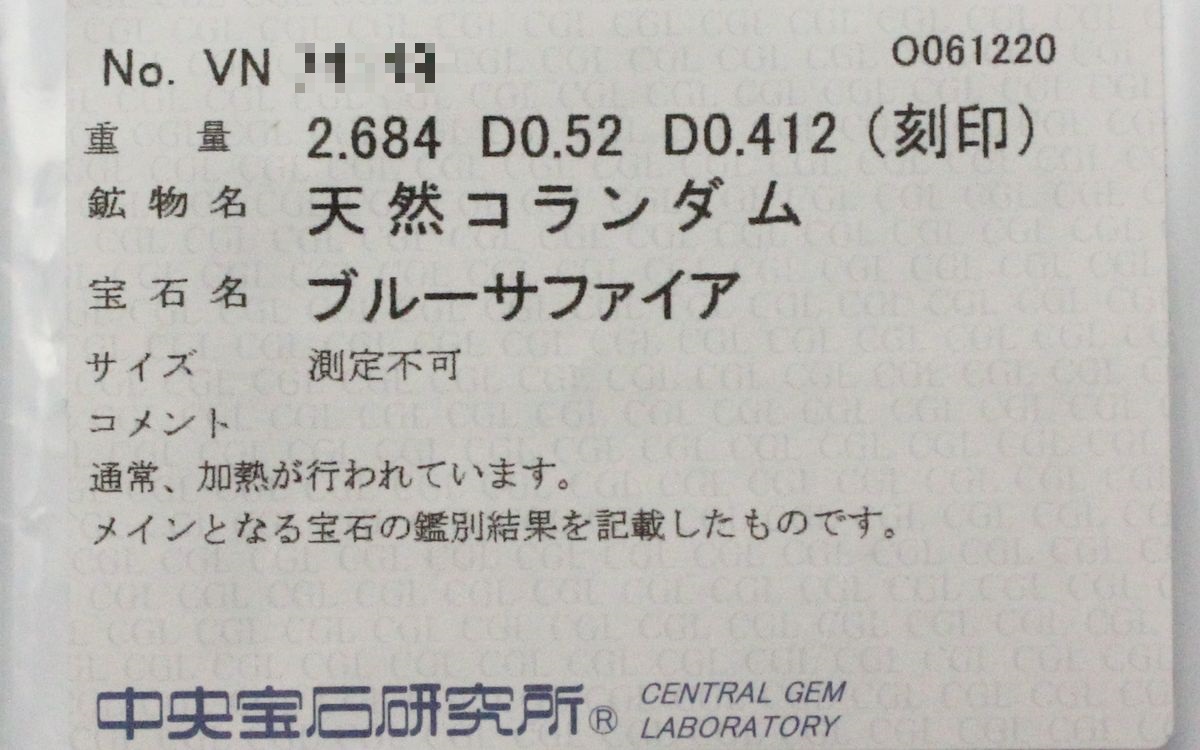 No. VN
O061220
重量 2.684 D0.52 D0.412 (刻印)
鉱物名 天然コランダム
宝石名 ブルーサファイア
サイズ 測定不可
コメント
通常、加熱が行われています。
メインとなる宝石の鑑別結果を記載したものです。
中央宝石研究所® CENTRAL GEM
LABORATORY